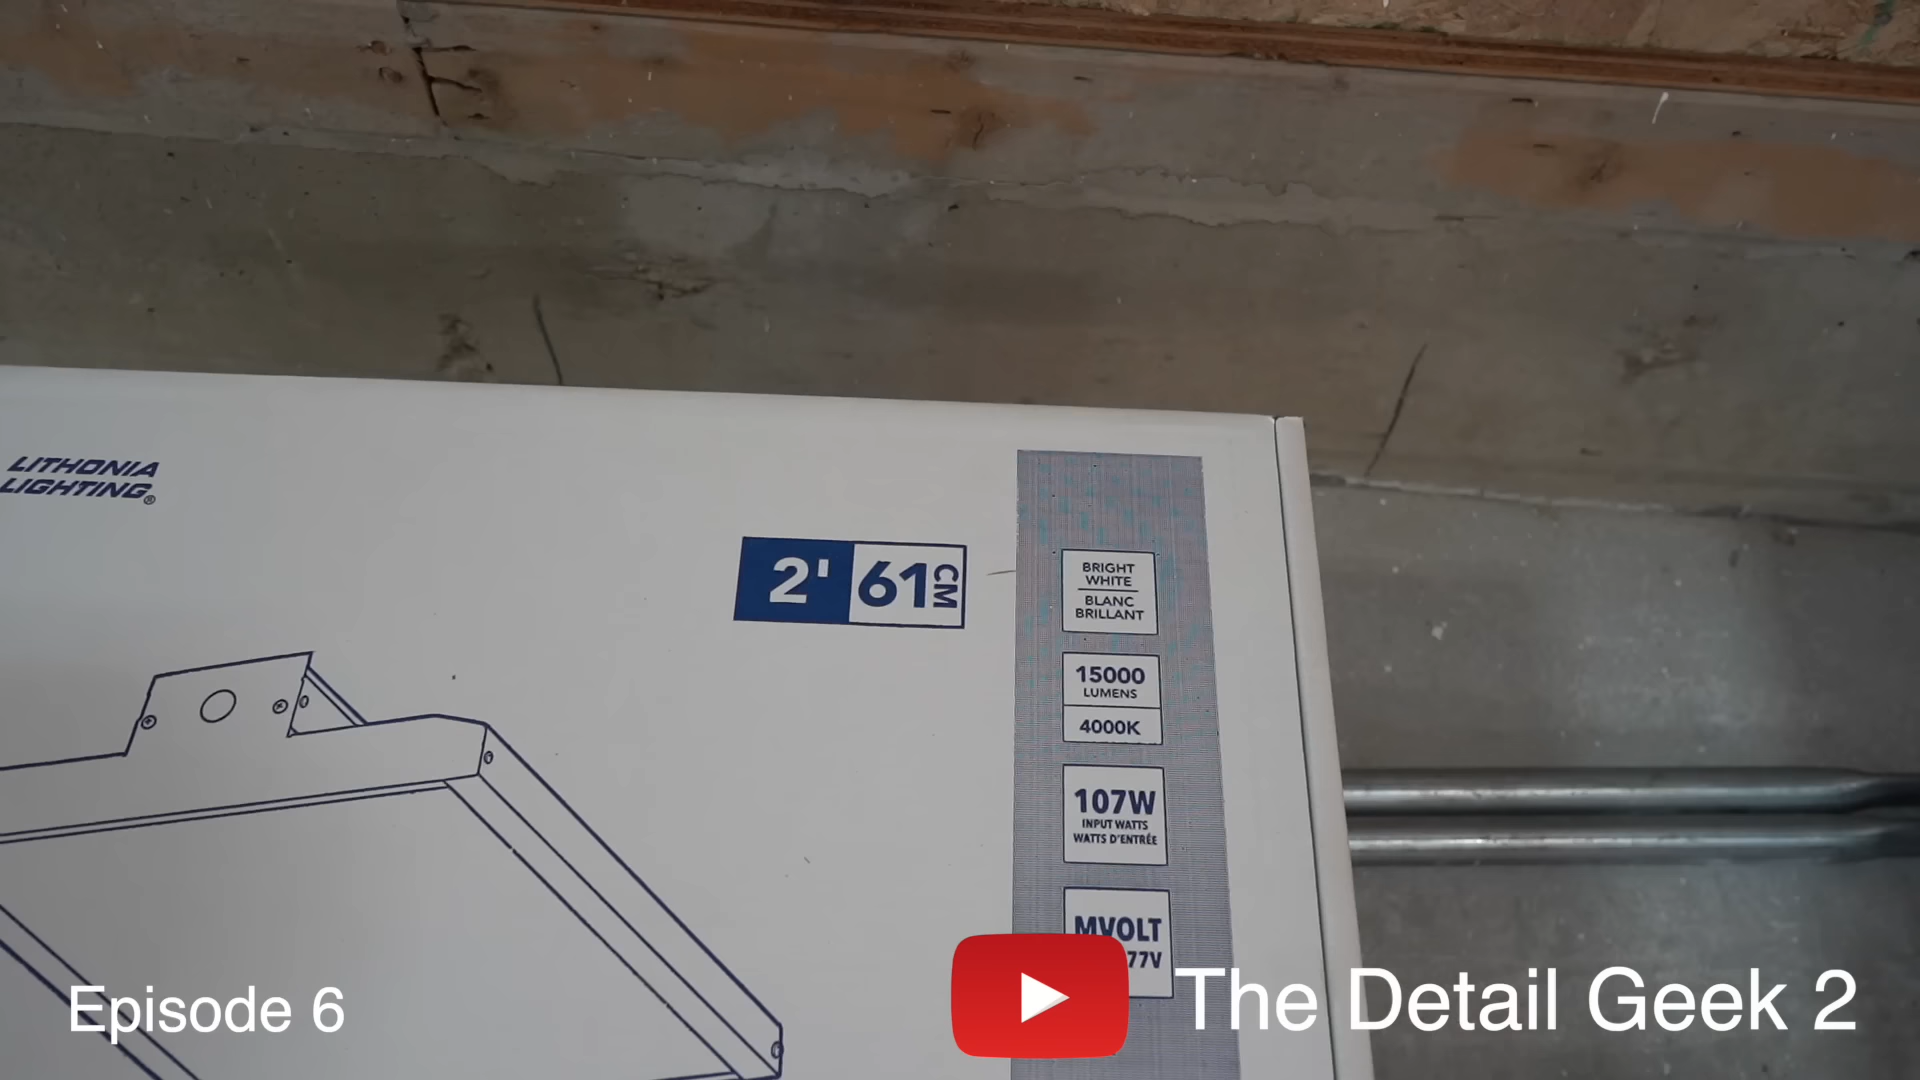 LITHONIA
LIGHTING®
2' 61 CM
BRIGHT
WHITE
BLANC
BRILLANT
15000
LUMENS
4000K
107W
INPUT WATTS
WATTS D'ENTRÉE
MVOLT
77V
Episode 6
The Detail Geek 2